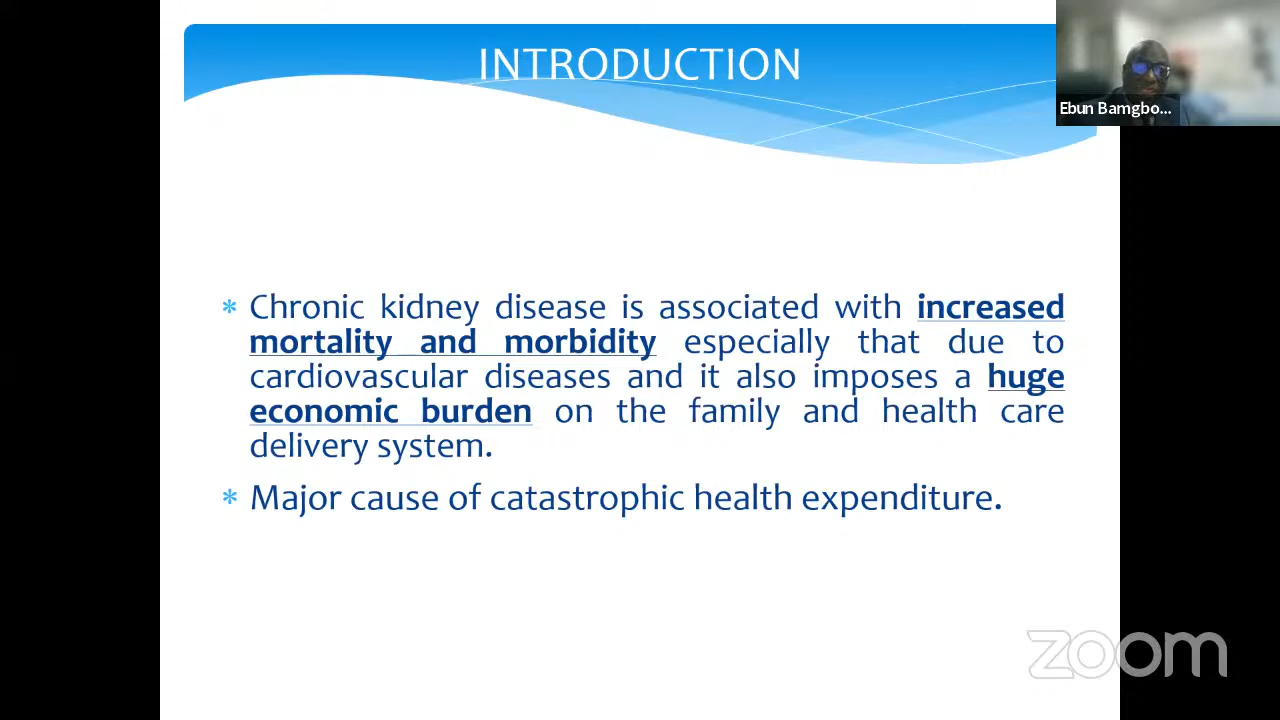 INTRODUCTION
Ebun Bamgbo...
* Chronic kidney disease is associated with increased
mortality and morbidity especially that due to
cardiovascular diseases and it also imposes a huge
economic burden on the family and health care
delivery system.
* Major cause of catastrophic health expenditure.
zoom